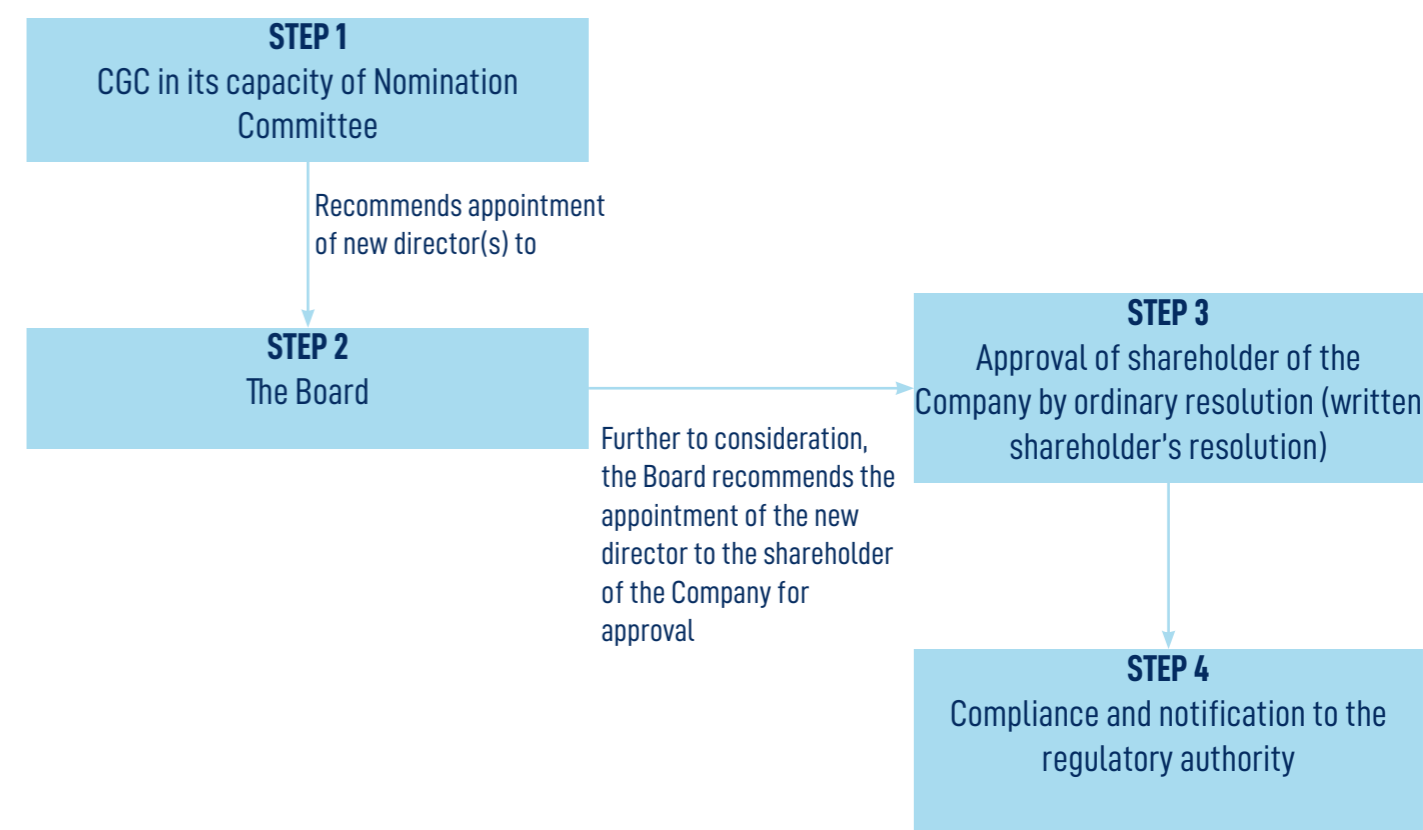 STEP 1
CGC in its capacity of Nomination
Committee
Recommends appointment
of new director(s) to
STEP 2
The Board
Further to consideration,
the Board recommends the
appointment of the new
director to the shareholder
of the Company for
approval
STEP 3
Approval of shareholder of the
Company by ordinary resolution (written
shareholder's resolution)
STEP 4
Compliance and notification to the
regulatory authority